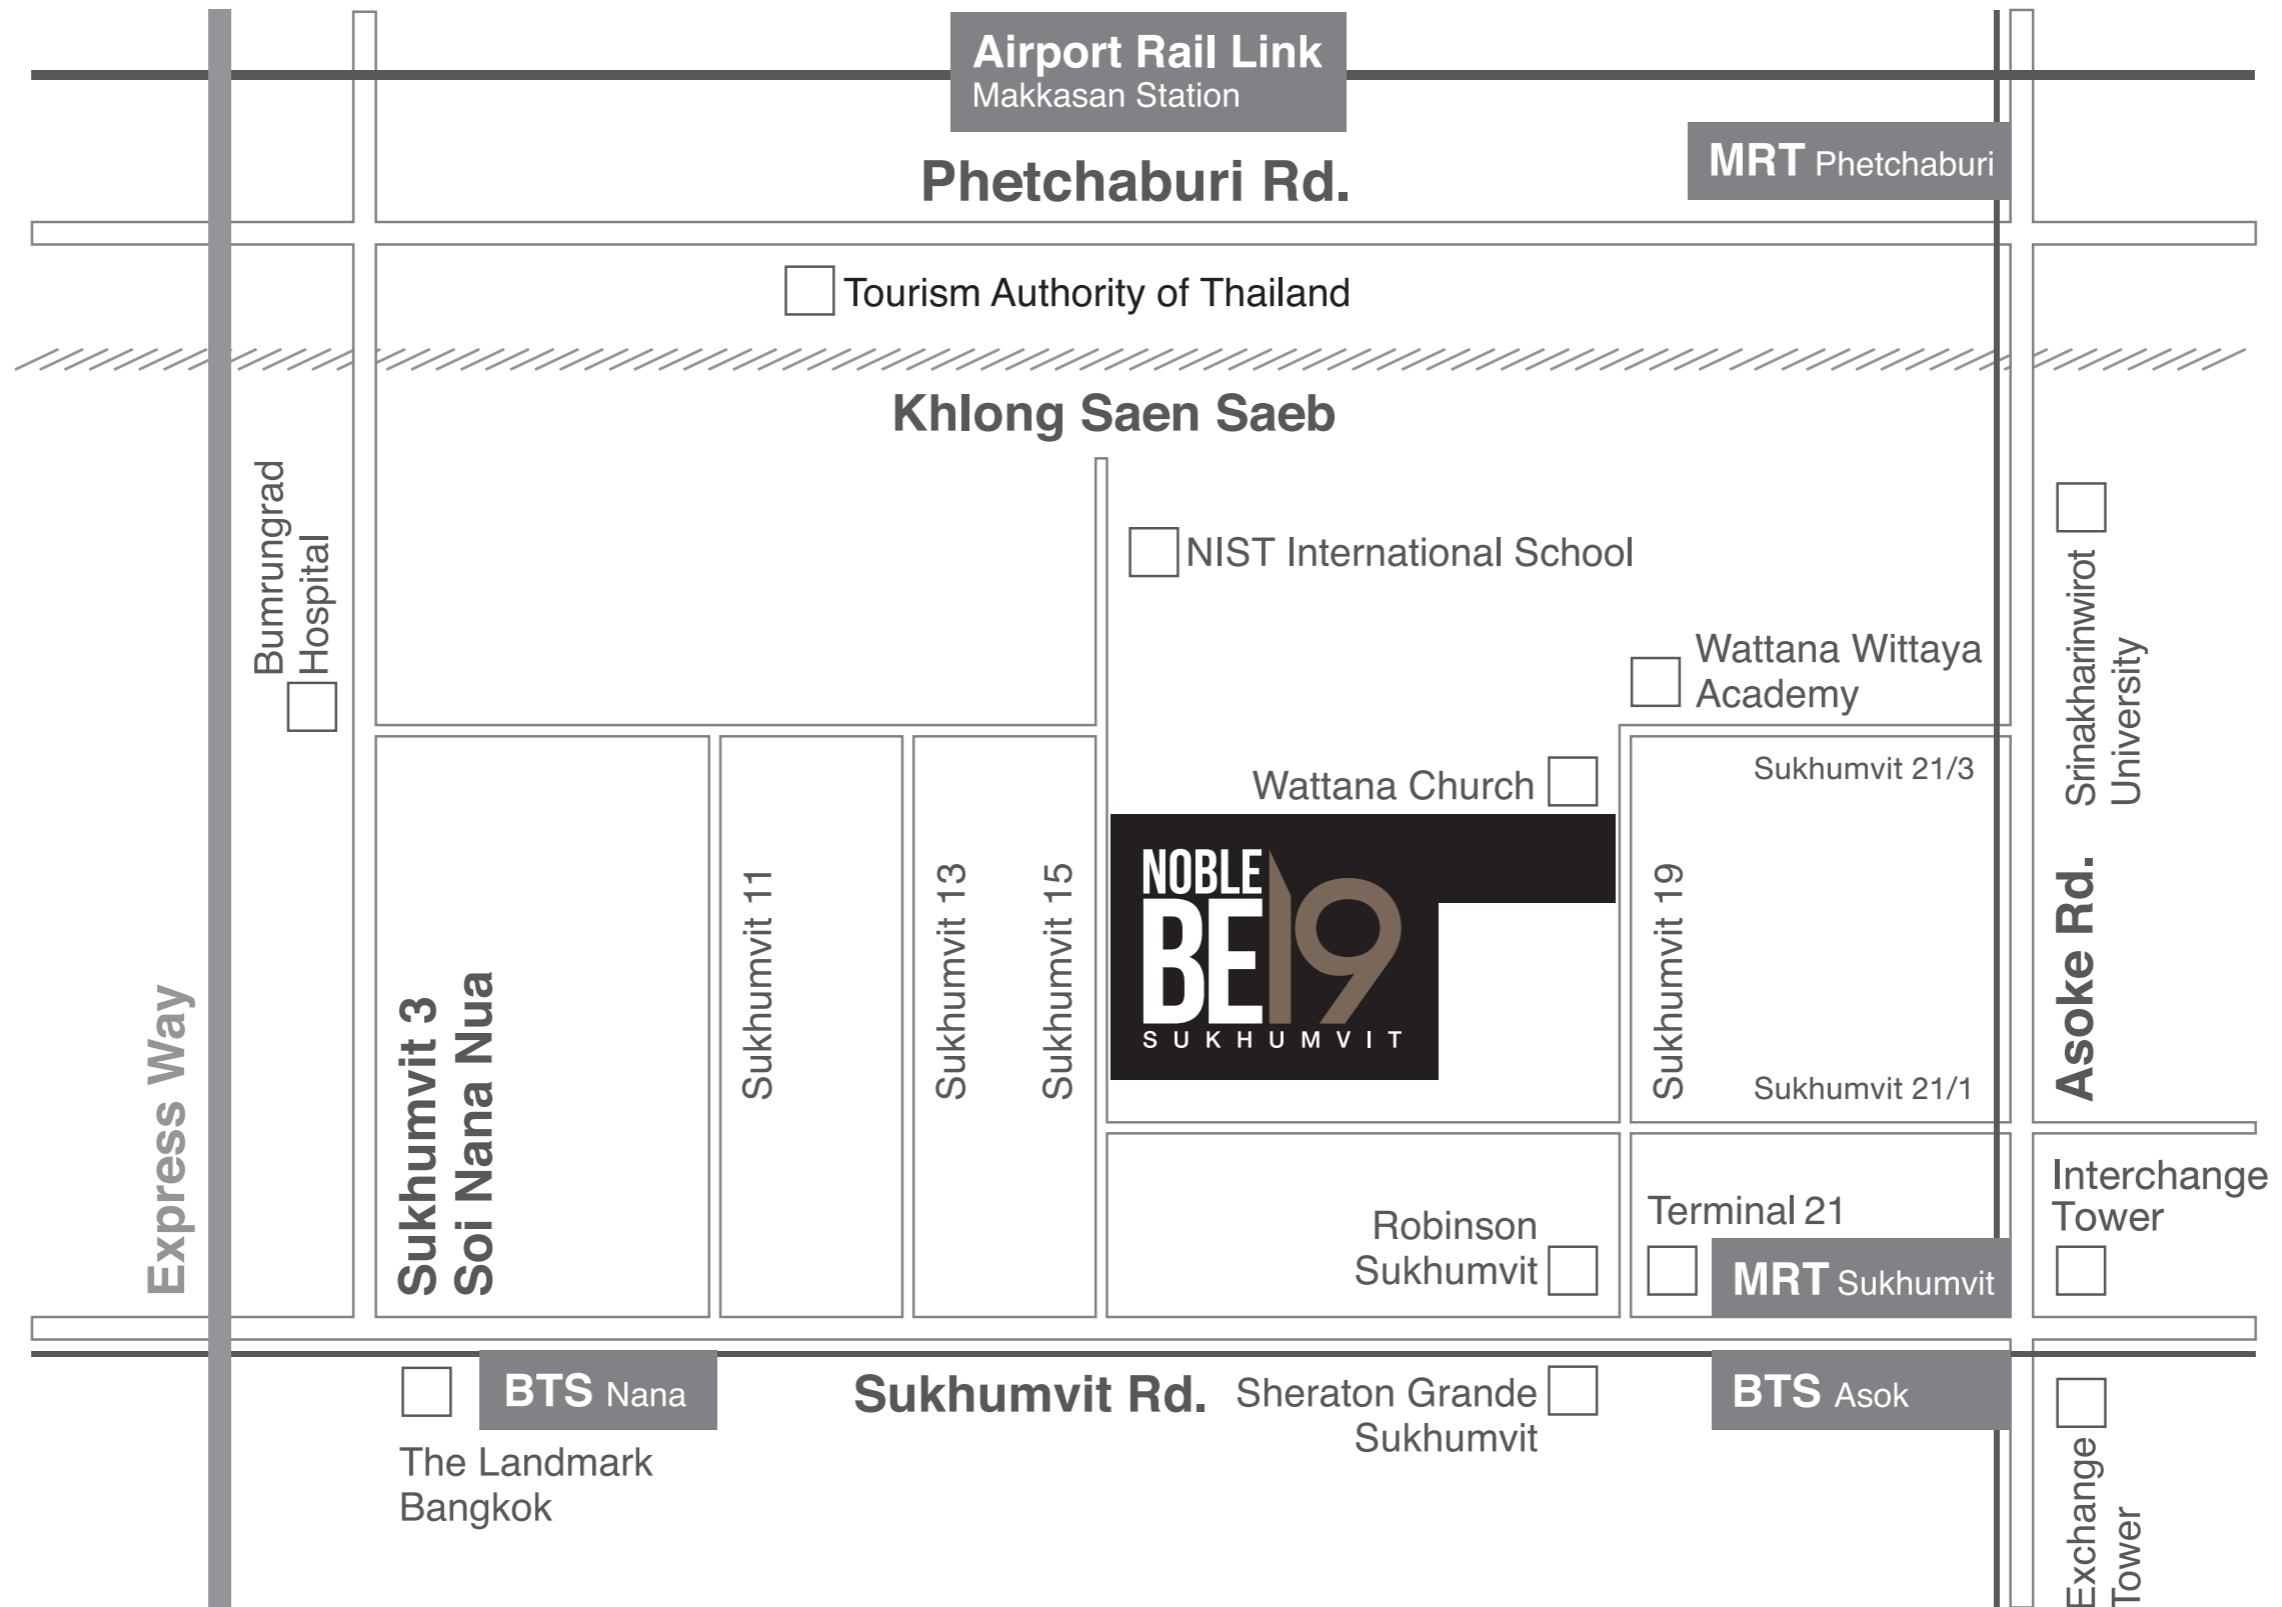 Airport Rail Link
Makkasan Station
MRT Phetchaburi
Phetchaburi Rd.
Tourism Authority of Thailand
Khlong Saen Saeb
Bumrungrad
Hospital
NIST International School
Wattana Wittaya
Academy
Srinakharinwirot
University
Wattana Church
Sukhumvit 21/3
NOBLE
BE19
SUKHUMVIT
Sukhumvit 11
Sukhumvit 13
Sukhumvit 15
Sukhumvit 19
Asoke Rd.
Express Way
Sukhumvit 3
Soi Nana Nua
Sukhumvit 21/1
Interchange
Tower
Terminal 21
Robinson
Sukhumvit
MRT Sukhumvit
BTS Nana
Sukhumvit Rd.
Sheraton Grande
Sukhumvit
BTS Asok
The Landmark
Bangkok
Exchange
Tower